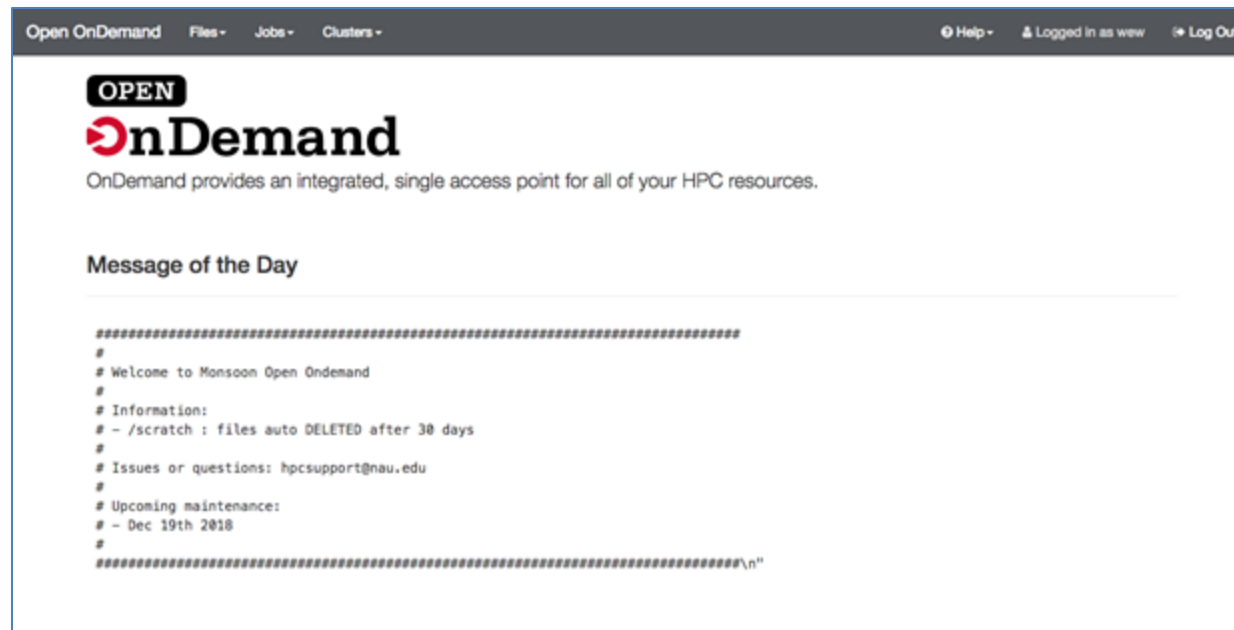 Open OnDemand Files Jobs Clusters Help Logged in as wew Log Out
OPEN
OnDemand
OnDemand provides an integrated, single access point for all of your HPC resources.
Message of the Day
################################################################################
#
# Welcome to Monsoon Open Ondemand
#
# Information:
# - /scratch : files auto DELETED after 30 days
#
# Issues or questions: hpcsupport@nau.edu
#
# Upcoming maintenance:
# - Dec 19th 2018
#
################################################################################\n"